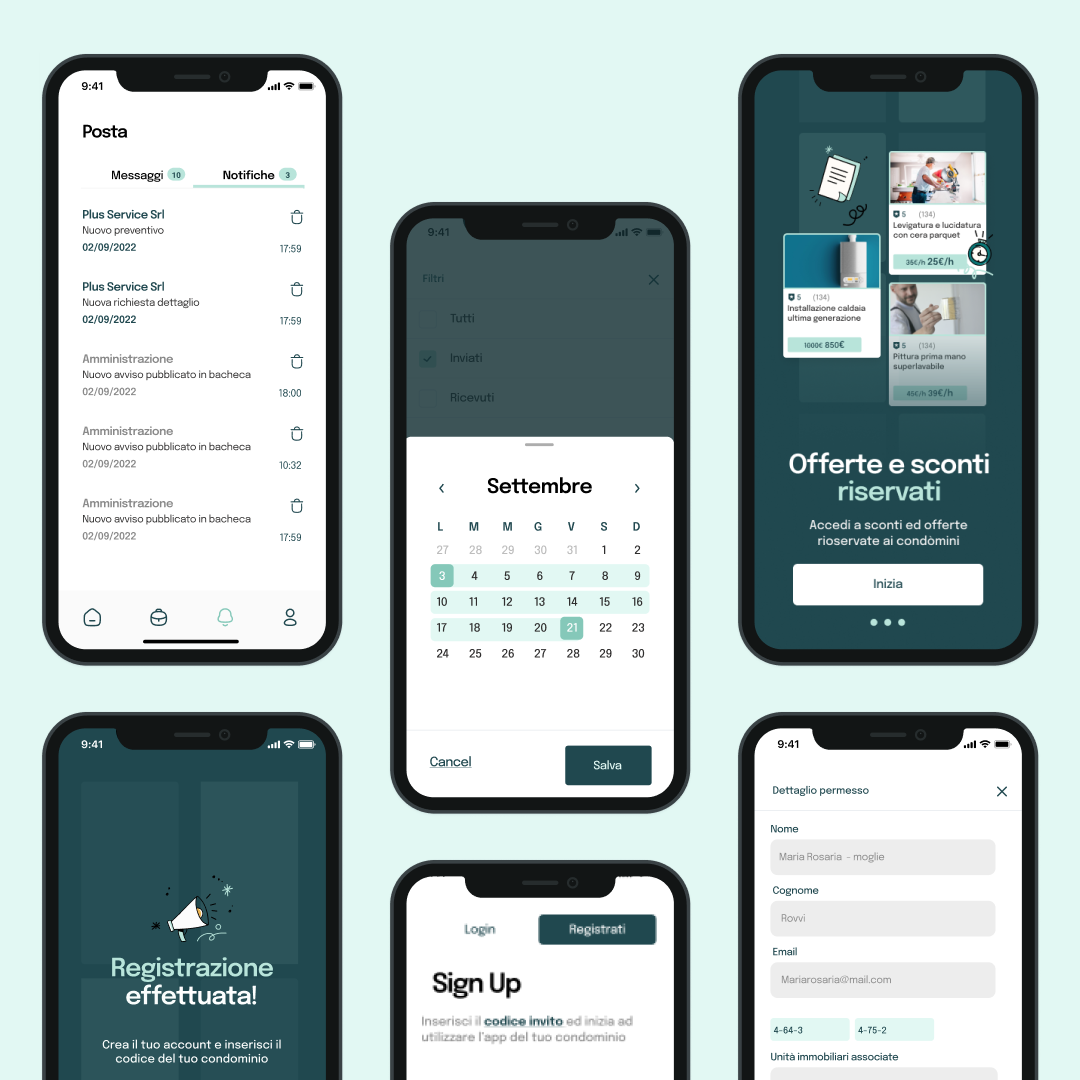 9:41
Posta
Messaggi 10
Notifiche 3
Plus Service Srl
Nuovo preventivo
02/09/2022 17:59
Plus Service Srl
Nuova richiesta dettaglio
02/09/2022 17:59
Amministrazione
Nuovo avviso pubblicato in bacheca
02/09/2022 18:00
Amministrazione
Nuovo avviso pubblicato in bacheca
02/09/2022 10:32
Amministrazione
Nuovo avviso pubblicato in bacheca
02/09/2022 17:59
9:41
Filtri
Tutti
Inviati
Ricevuti
Settembre
L M M G V S D
27 28 29 30 31 1 2
3 4 5 6 7 8 9
10 11 12 13 14 15 16
17 18 19 20 21 22 23
24 25 26 27 28 29 30
Cancel
Salva
5 (134)
Levigatura e lucidatura
con cera parquet
35€/h 25€/h
5 (134)
Installazione caldaia
ultima generazione
1000€ 850€
5 (134)
Pittura prima mano
superlavabile
45€/h 39€/h
Offerte e sconti
riservati
Accedi a sconti ed offerte
rioservate ai condòmini
Inizia
9:41
Registrazione
effettuata!
Crea il tuo account e inserisci il
codice del tuo condominio
Login
Registrati
Sign Up
Inserisci il codice invito ed inizia ad
utilizzare l'app del tuo condominio
9:41
Dettaglio permesso
Nome
Maria Rosaria - moglie
Cognome
Rovvi
Email
Mariarosaria@mail.com
4-64-3
4-75-2
Unità immobiliari associate